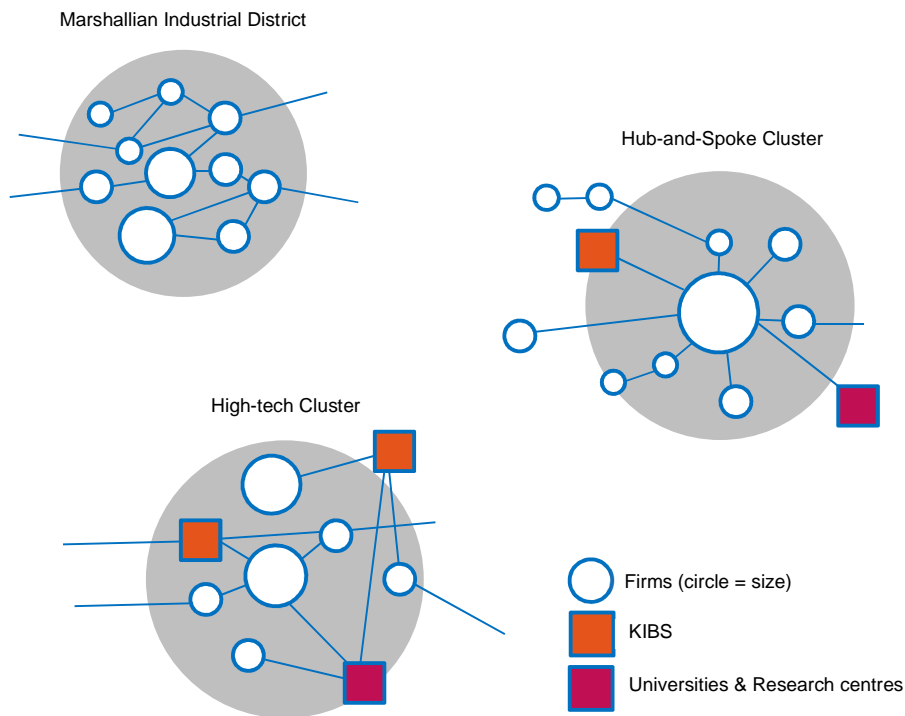 Marshallian Industrial District
Hub-and-Spoke Cluster
High-tech Cluster
Firms (circle = size)
KIBS
Universities & Research centres